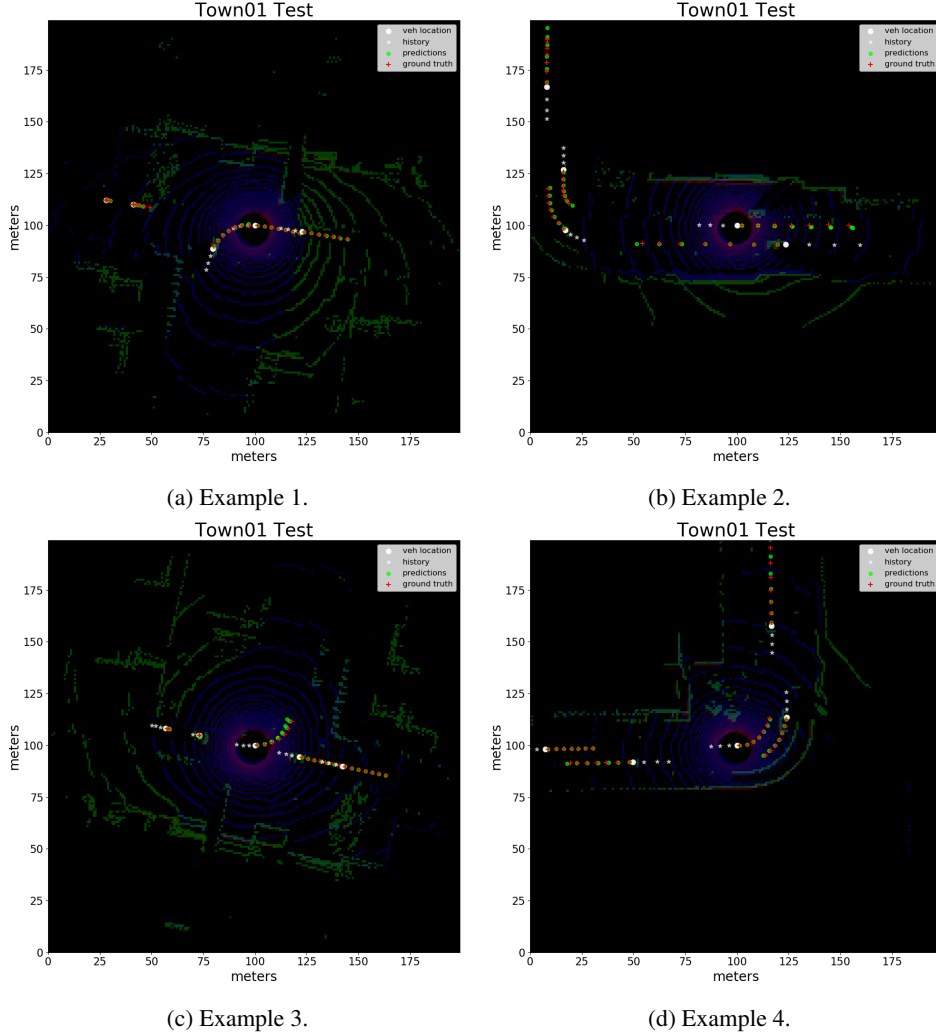 Town01 Test
veh location
history
predictions
ground truth
meters
175
150
125
100
75
50
25
0
0 25 50 75 100 125 150 175
meters
(a) Example 1.
Town01 Test
veh location
history
predictions
ground truth
meters
175
150
125
100
75
50
25
0
0 25 50 75 100 125 150 175
meters
(b) Example 2.
Town01 Test
veh location
history
predictions
ground truth
meters
175
150
125
100
75
50
25
0
0 25 50 75 100 125 150 175
meters
(c) Example 3.
Town01 Test
veh location
history
predictions
ground truth
meters
175
150
125
100
75
50
25
0
0 25 50 75 100 125 150 175
meters
(d) Example 4.